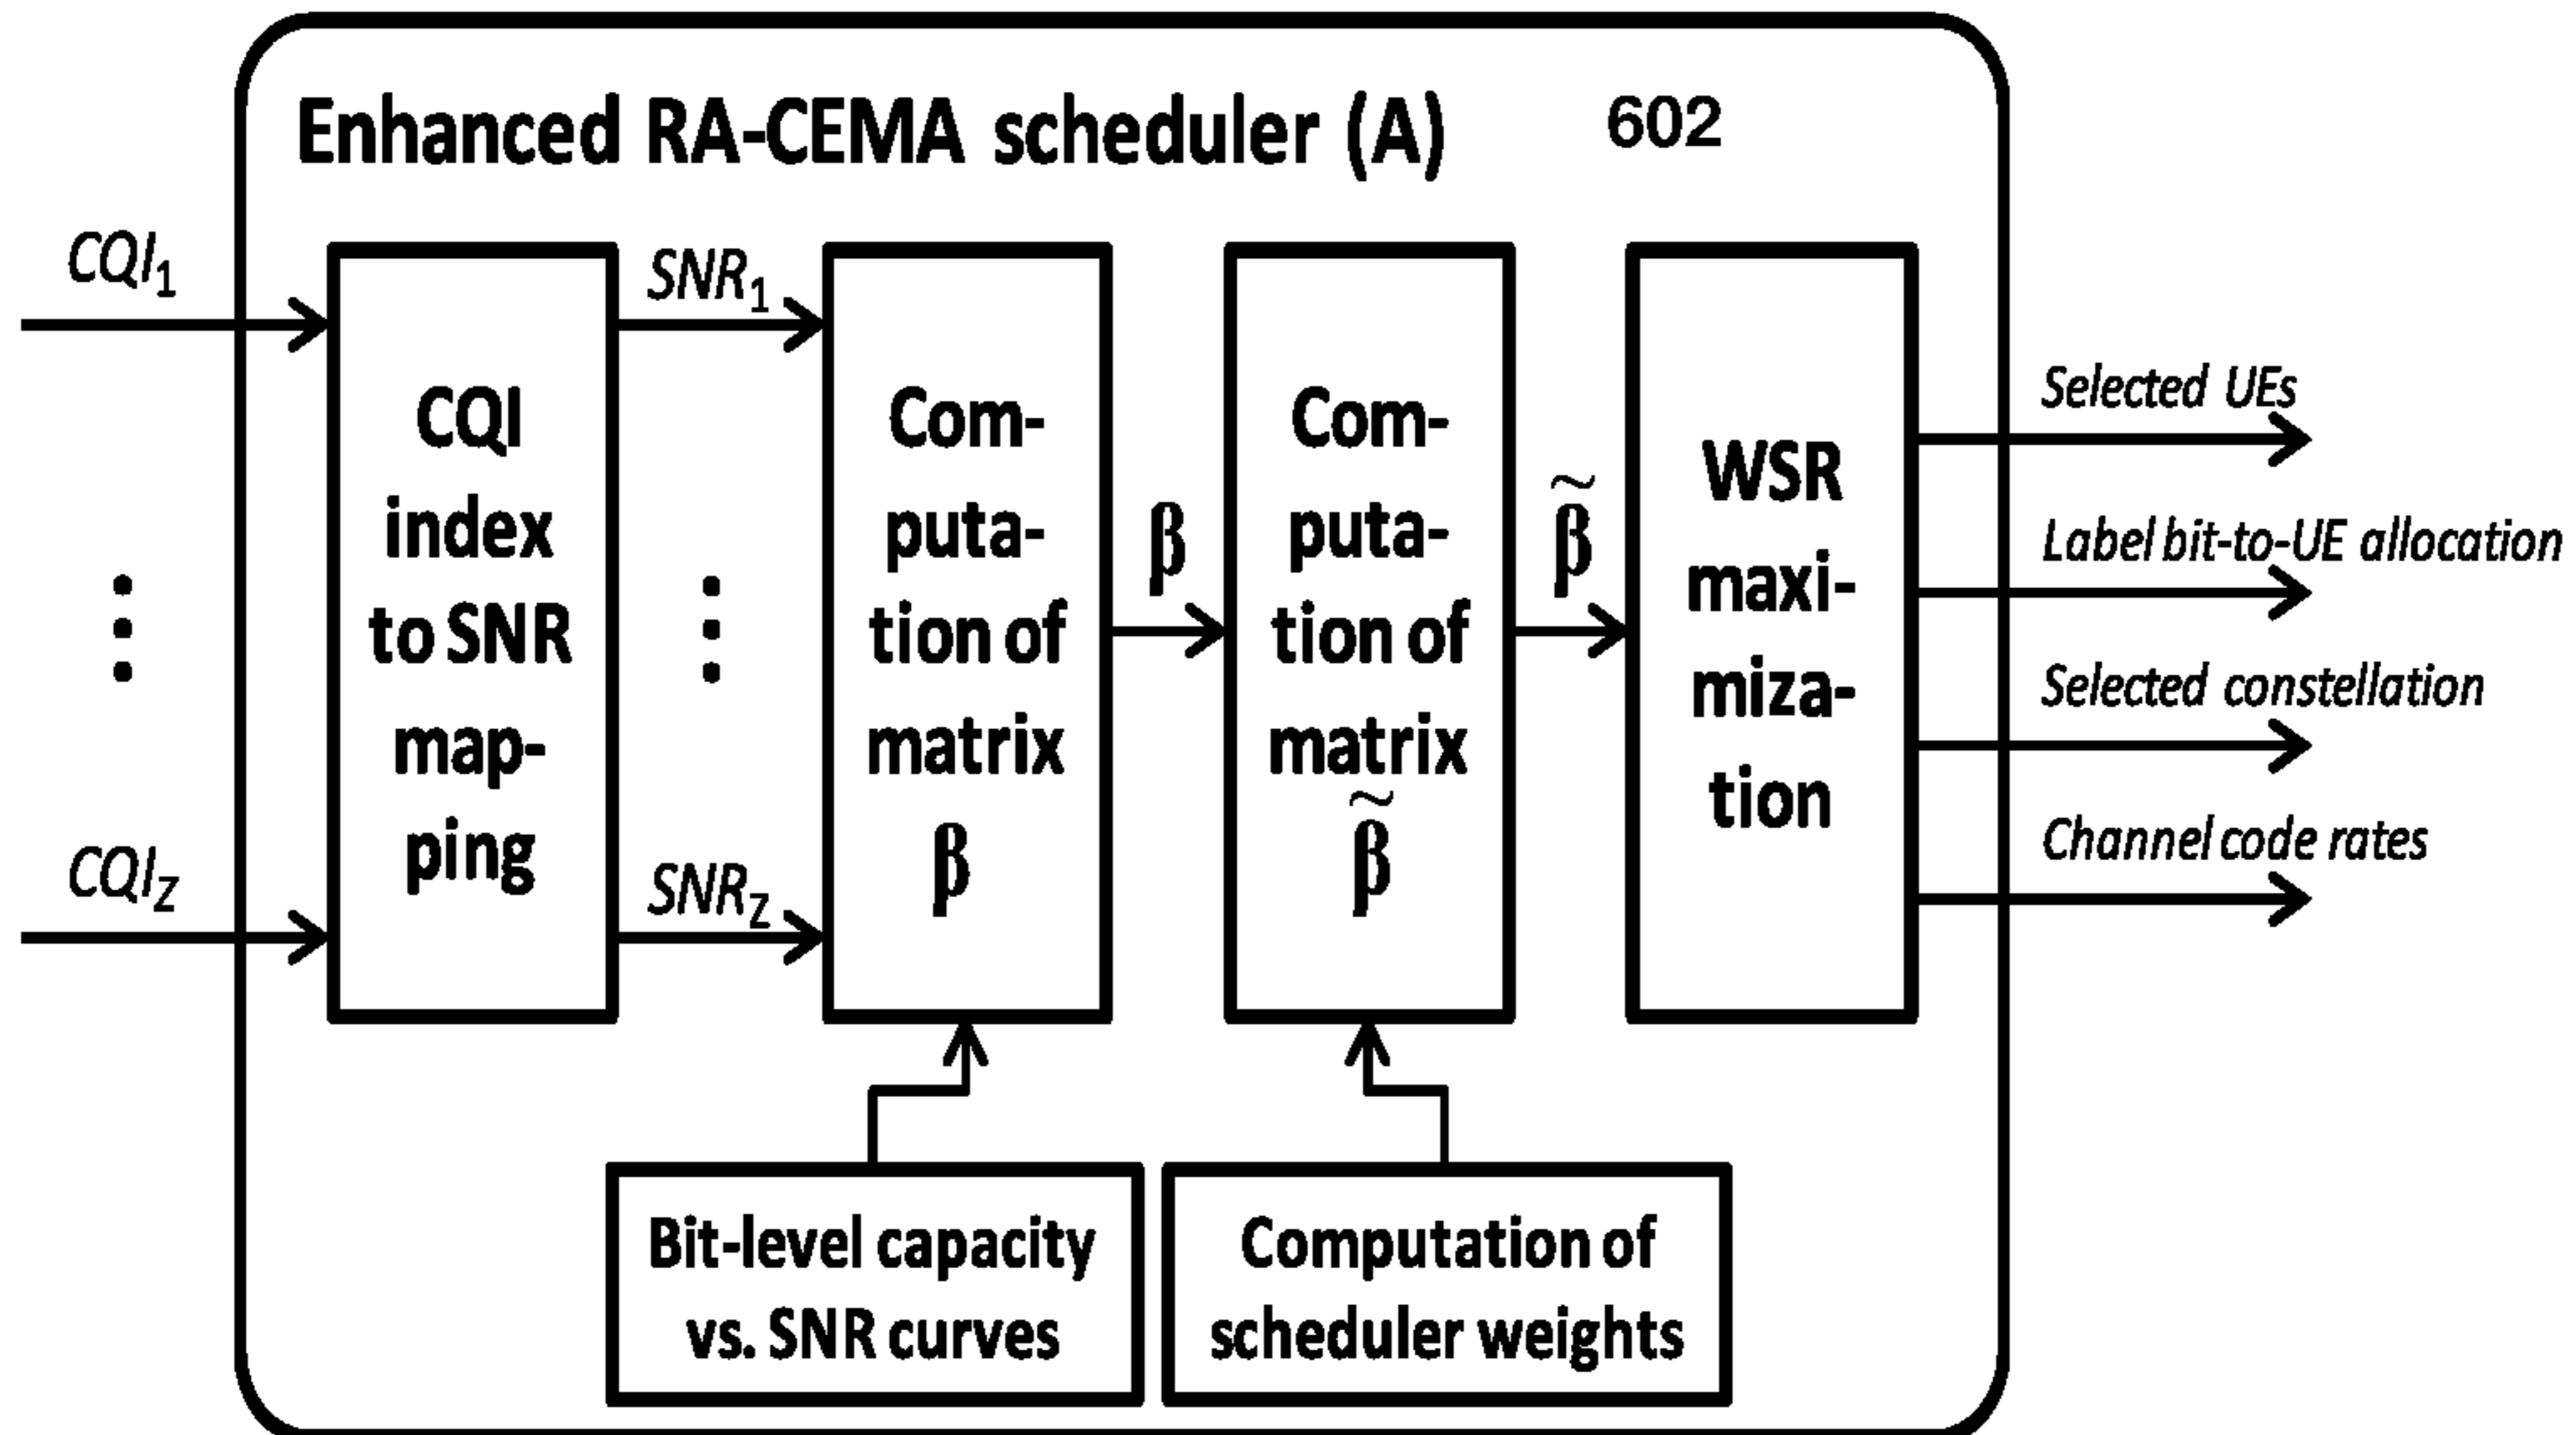 Enhanced RA-CEMA scheduler (A) 602
CQI₁
⋮
CQI_Z
CQI
index
to SNR
map-
ping
SNR₁
⋮
SNR_Z
Com-
puta-
tion of
matrix
β
β
Com-
puta-
tion of
matrix
β̃
β̃
WSR
maxi-
miza-
tion
Selected UEs
Label bit-to-UE allocation
Selected constellation
Channel code rates
Bit-level capacity
vs. SNR curves
Computation of
scheduler weights